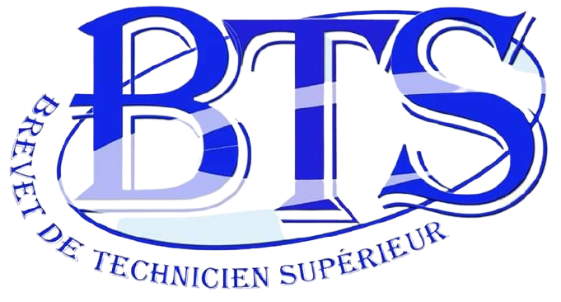 BTS
BREVET DE TECHNICIEN SUPÉRIEUR